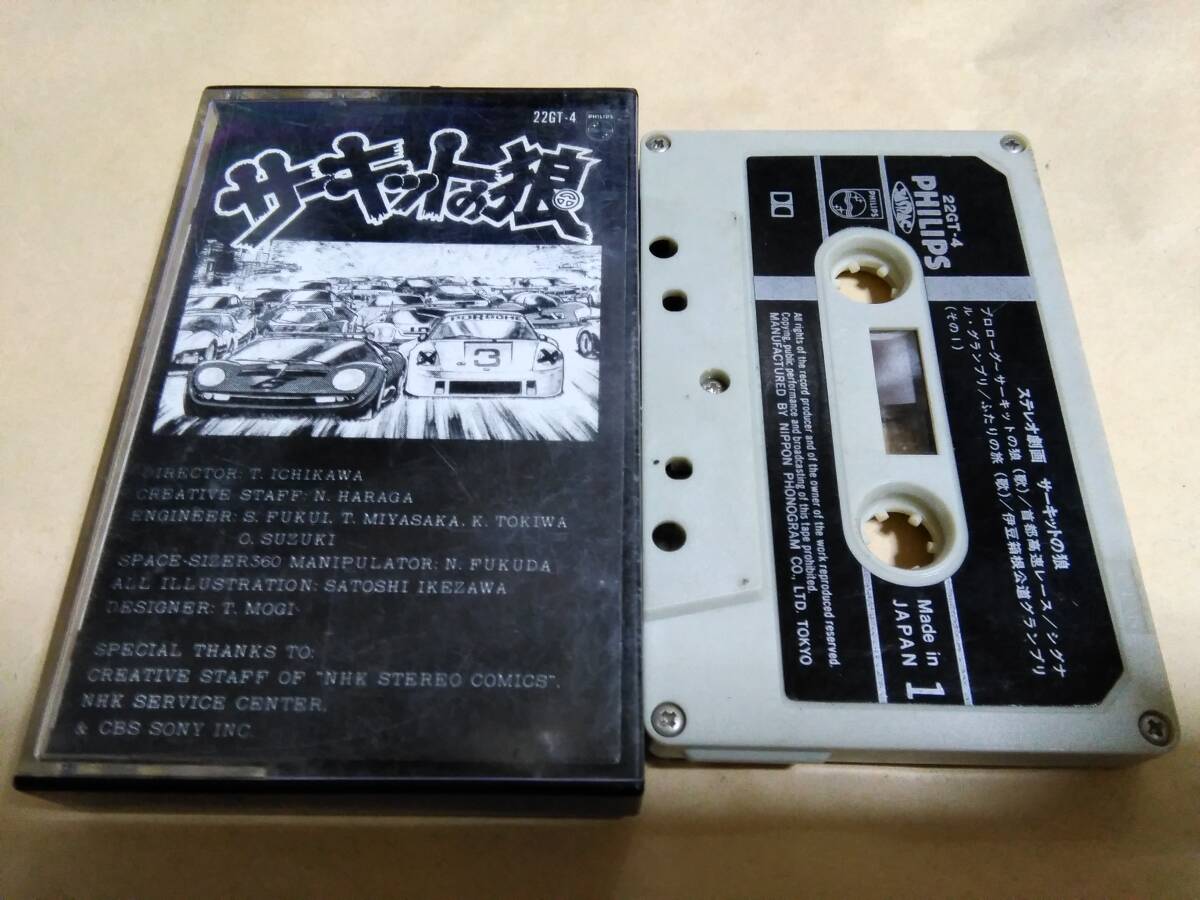 22GT-4
PHILIPS
サーキットの狼
PORSCHE
3
DIRECTOR: T. ICHIKAWA
CREATIVE STAFF: N. HARAGA
ENGINEER: S. FUKUI, T. MIYASAKA, K. TOKIWA
O. SUZUKI
SPACE-SIZER360 MANIPULATOR: N. FUKUDA
ALL ILLUSTRATION: SATOSHI IKEZAWA
DESIGNER: T. MOGI
SPECIAL THANKS TO:
CREATIVE STAFF OF "NHK STEREO COMICS",
NHK SERVICE CENTER,
& CBS SONY INC.
22GT-4
PHILIPS
PHILIPS
ステレオ劇画 サーキットの狼
プロローグ-サーキットの狼(歌)/首都高速レース/シグナ
ル・グランプリ/ふたりの旅(歌)/伊豆箱根公道グランプリ
(その1)
Made in
JAPAN
1
All rights of the record producer and of the owner of the work reproduced reserved.
Copying, public performance and broadcasting of this tape prohibited.
MANUFACTURED BY NIPPON PHONOGRAM CO., LTD. TOKYO